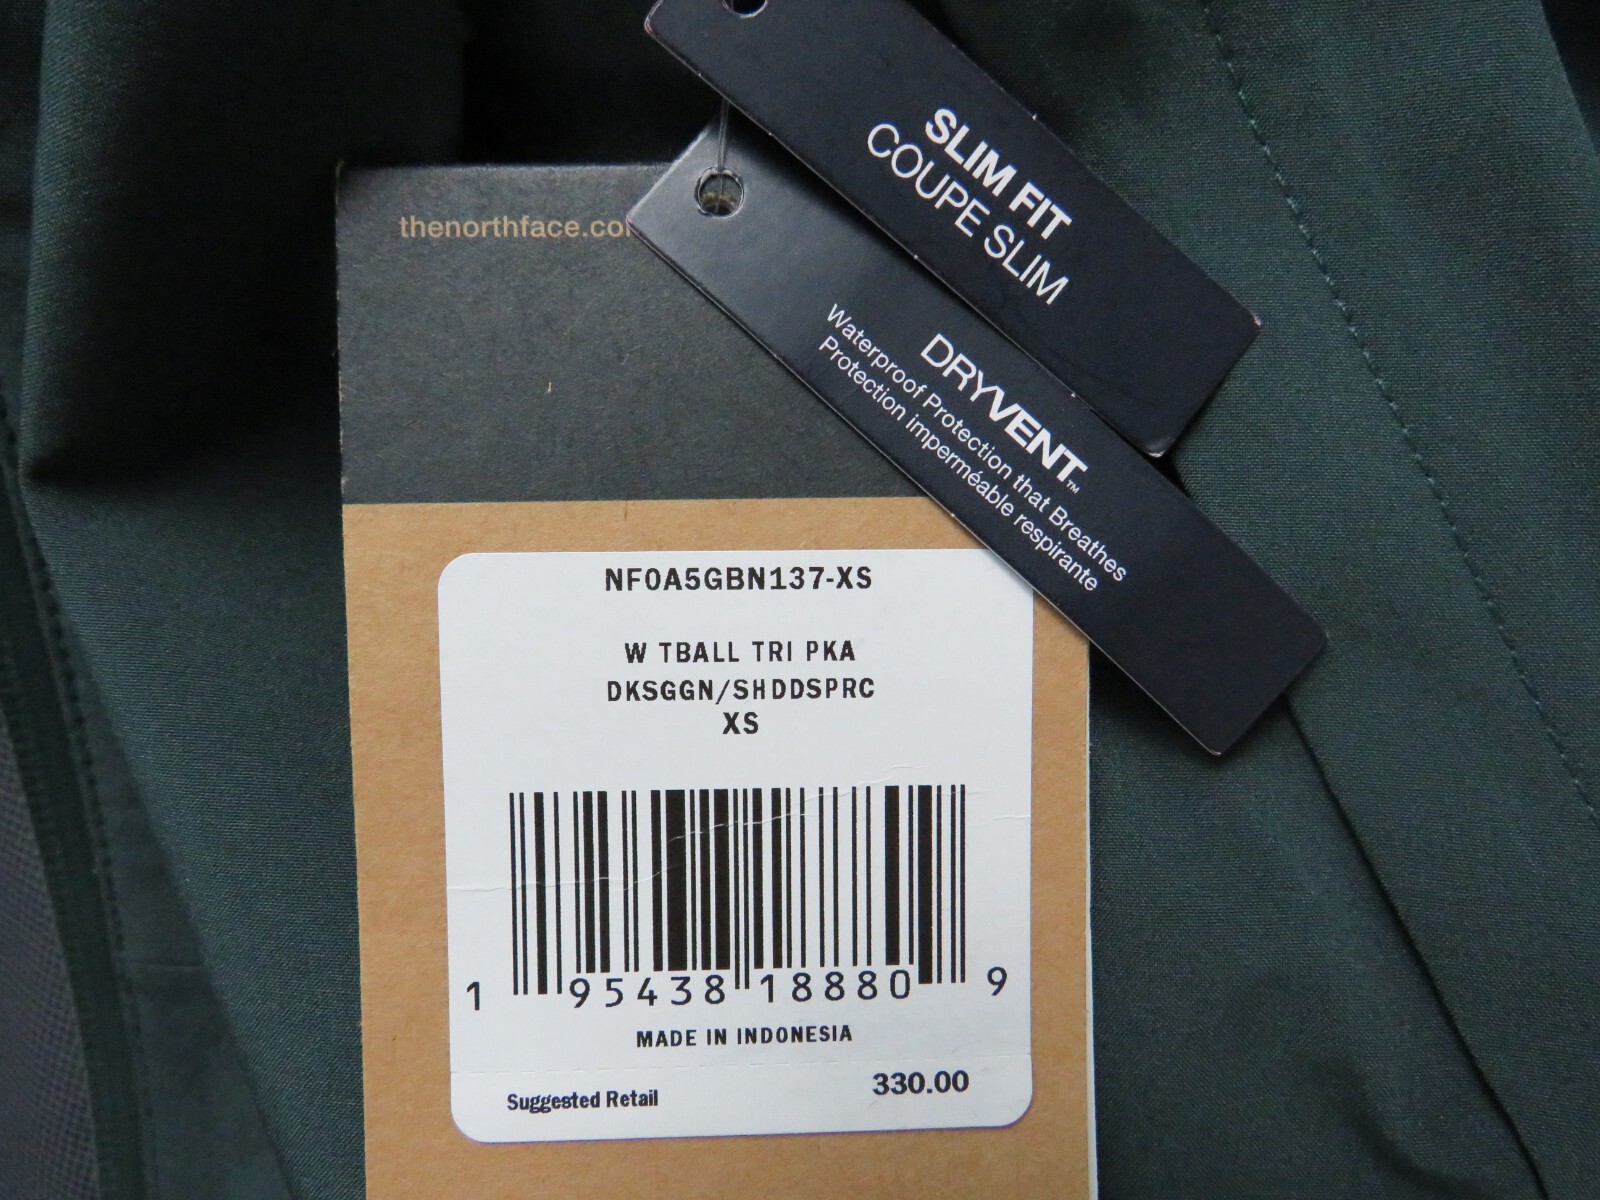 SLIM FIT
COUPE SLIM
thenorthface.co
DRYVENT™
Waterproof Protection that Breathes
Protection imperméable respirante
NF0A5GBN137-XS
W TBALL TRI PKA
DKSGGN/SHDDSPRC
XS
1 95438 18880 9
MADE IN INDONESIA
Suggested Retail 330.00